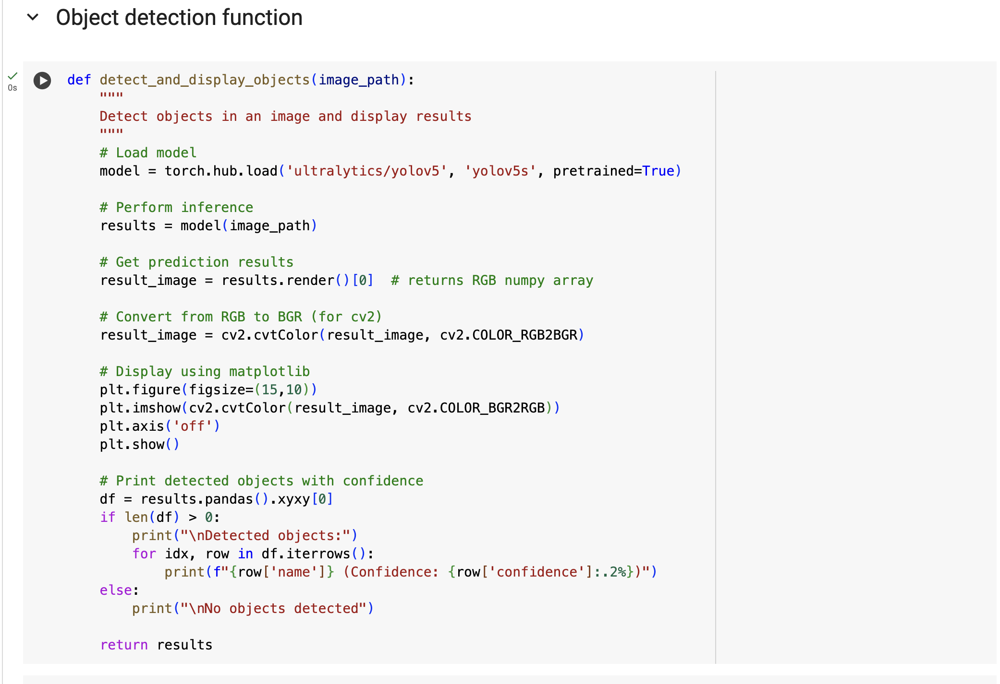 Object detection function
0s
def detect_and_display_objects(image_path):
    """
    Detect objects in an image and display results
    """
    # Load model
    model = torch.hub.load('ultralytics/yolov5', 'yolov5s', pretrained=True)
    # Perform inference
    results = model(image_path)
    # Get prediction results
    result_image = results.render()[0]  # returns RGB numpy array
    # Convert from RGB to BGR (for cv2)
    result_image = cv2.cvtColor(result_image, cv2.COLOR_RGB2BGR)
    # Display using matplotlib
    plt.figure(figsize=(15,10))
    plt.imshow(cv2.cvtColor(result_image, cv2.COLOR_BGR2RGB))
    plt.axis('off')
    plt.show()
    # Print detected objects with confidence
    df = results.pandas().xyxy[0]
    if len(df) > 0:
        print("\nDetected objects:")
        for idx, row in df.iterrows():
            print(f"{row['name']} (Confidence: {row['confidence']:.2%})")
    else:
        print("\nNo objects detected")
    return results